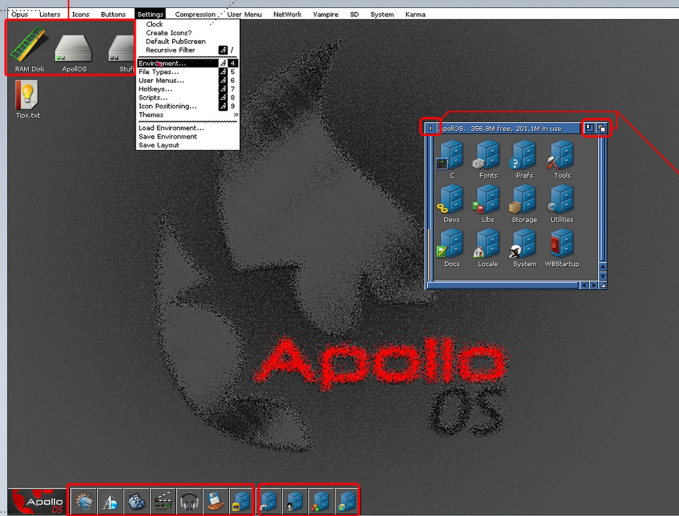 Opus Listers Icons Buttons Settings Compression User Menu NetWork Vampire SD System Karma
Clock
Create Icons?
Default PubScreen
Recursive Filter A /
Environment... A 4
File Types... A 5
User Menus... A 6
Hotkeys... A 7
Scripts... A 8
Icon Positioning... A 9
Themes »
Load Environment...
Save Environment
Save Layout
RAM Disk ApollOS Stuf
Tips.txt
ApollOS, 356,8M free, 201,1M in use
C Fonts Prefs Tools
Devs Libs Storage Utilities
Docs Locale System WBStartup
Apollo
OS
Apollo
OS